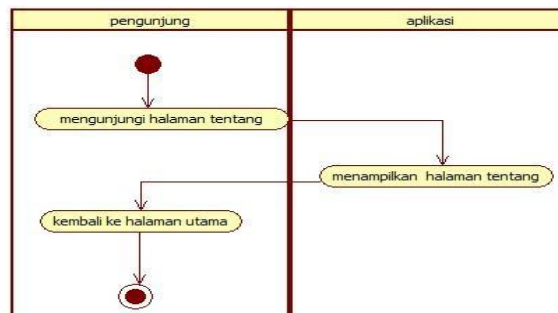 pengunjung
aplikasi
mengunjungi halaman tentang
menampilkan halaman tentang
kembali ke halaman utama